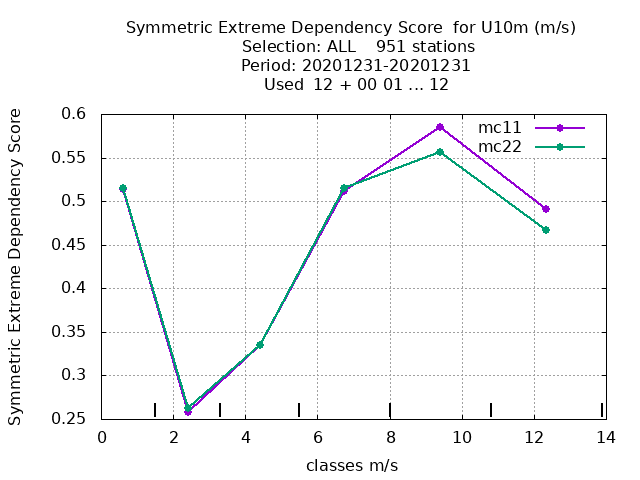 Symmetric Extreme Dependency Score for U10m (m/s)
Selection: ALL 951 stations
Period: 20201231-20201231
Used 12 + 00 01 ... 12
Symmetric Extreme Dependency Score
0.6
0.55
0.5
0.45
0.4
0.35
0.3
0.25
mc11
mc22
0 2 4 6 8 10 12 14
classes m/s